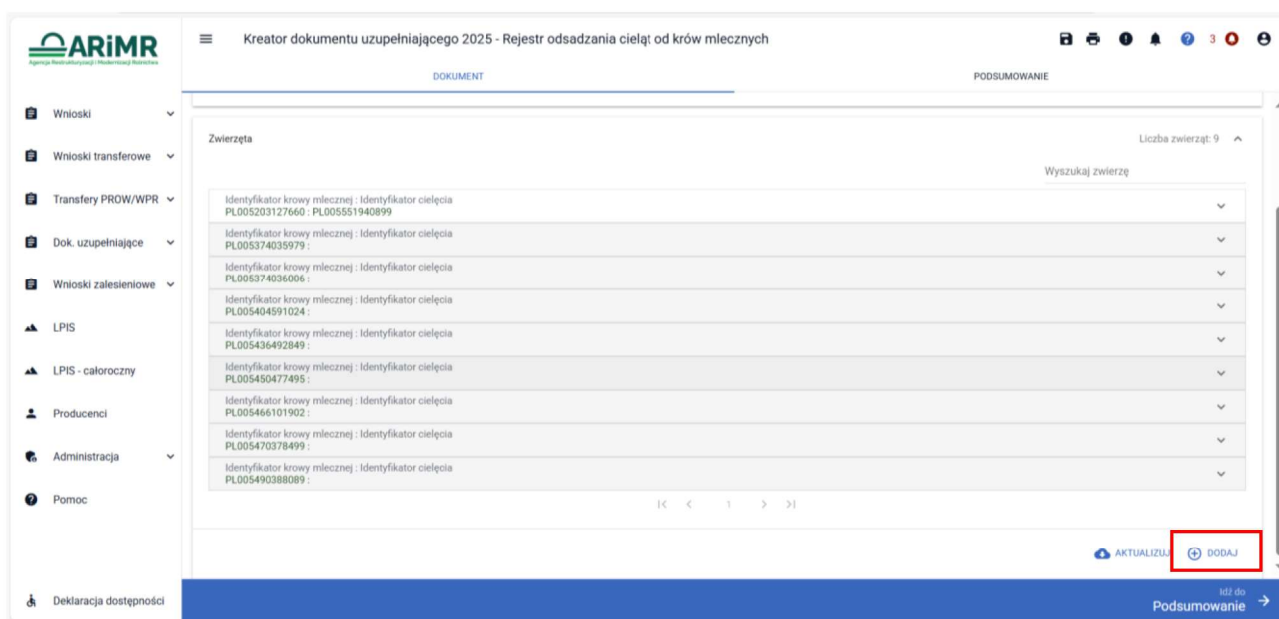 ARiMR
Agencja Restrukturyzacji i Modernizacji Rolnictwa
Kreator dokumentu uzupełniającego 2025 - Rejestr odsadzania cieląt od krów mlecznych
3
DOKUMENT
PODSUMOWANIE
Wnioski
Wnioski transferowe
Transfery PROW/WPR
Dok. uzupełniające
Wnioski zalesieniowe
LPIS
LPIS - całoroczny
Producenci
Administracja
Pomoc
Deklaracja dostępności
Zwierzęta
Liczba zwierząt: 9
Wyszukaj zwierzę
Identyfikator krowy mlecznej : Identyfikator cielęcia
PL005203127660 : PL005551940899
Identyfikator krowy mlecznej : Identyfikator cielęcia
PL005374035979 :
Identyfikator krowy mlecznej : Identyfikator cielęcia
PL005374036006 :
Identyfikator krowy mlecznej : Identyfikator cielęcia
PL005404591024 :
Identyfikator krowy mlecznej : Identyfikator cielęcia
PL005436492849 :
Identyfikator krowy mlecznej : Identyfikator cielęcia
PL005450477495 :
Identyfikator krowy mlecznej : Identyfikator cielęcia
PL005466101902 :
Identyfikator krowy mlecznej : Identyfikator cielęcia
PL005470378499 :
Identyfikator krowy mlecznej : Identyfikator cielęcia
PL005490388089 :
1
AKTUALIZUJ
DODAJ
Idź do
Podsumowanie